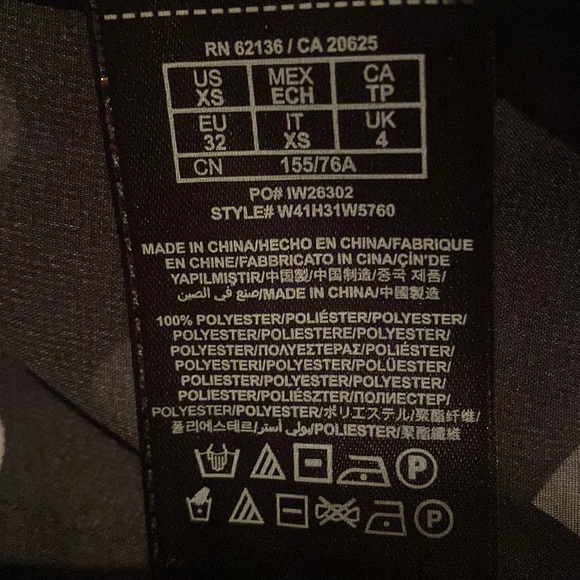 RN 62136 / CA 20625
US MEX CA
XS ECH TP
EU IT UK
32 XS 4
CN 155/76A
PO# IW26302
STYLE# W41H31W5760
MADE IN CHINA/HECHO EN CHINA/FABRIQUE
EN CHINE/FABBRICATO IN CINA/ÇİN'DE
YAPILMIŞTIR/中国製/中国制造/중국 제품/
صنع في الصين/MADE IN CHINA/中國製造
100% POLYESTER/POLIÉSTER/POLYESTER/
POLYESTER/POLIESTERE/POLYESTER/
POLYESTER/ΠΟΛΥΕΣΤΕΡΑΣ/POLIESTER/
POLYESTERI/POLYESTER/POLÜESTER/
POLIESTER/POLYESTER/POLIESTER/
POLYESTER/POLIÉSZTER/ПОЛИЕСТЕР/
POLYESTER/POLYESTER/ポリエステル/聚酯纤维/
폴리에스테르/بولي أستر/POLIESTER/聚酯纖維
P
P